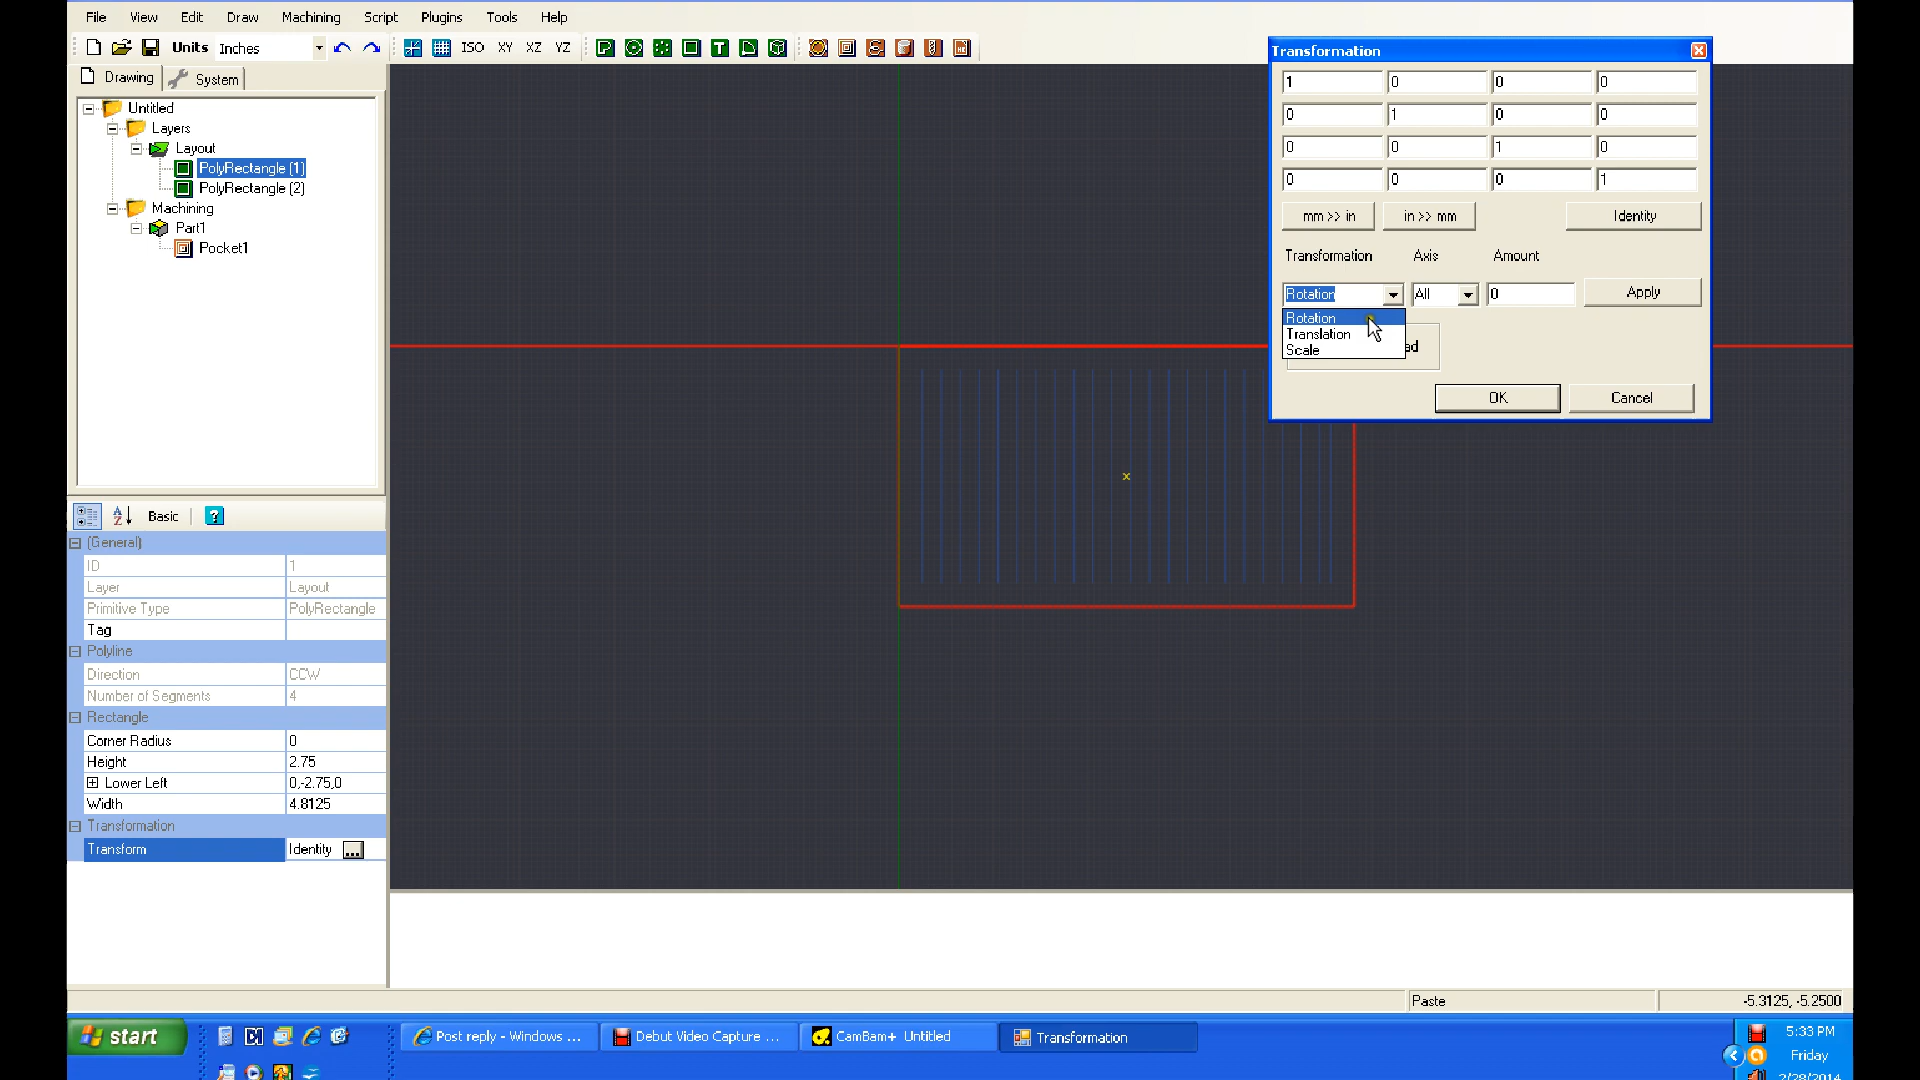 File View Edit Draw Machining Script Plugins Tools Help
Units Inches ISO XY XZ YZ
Drawing System
Untitled
Layers
Layout
PolyRectangle (1)
PolyRectangle (2)
Machining
Part1
Pocket1
Transformation
1 0 0 0
0 1 0 0
0 0 1 0
0 0 0 1
mm >> in in >> mm Identity
Transformation Axis Amount
Rotation All 0 Apply
Rotation
Translation
Scale
OK Cancel
Basic
(General)
ID 1
Layer Layout
Primitive Type PolyRectangle
Tag
Polyline
Direction CCW
Number of Segments 4
Rectangle
Corner Radius 0
Height 2.75
Lower Left 0,-2.75,0
Width 4.8125
Transformation
Transform Identity ...
Paste -5.3125, -5.2500
start Post reply - Windows ... Debut Video Capture ... CamBam+ Untitled Transformation 5:33 PM
Friday
2/28/2014